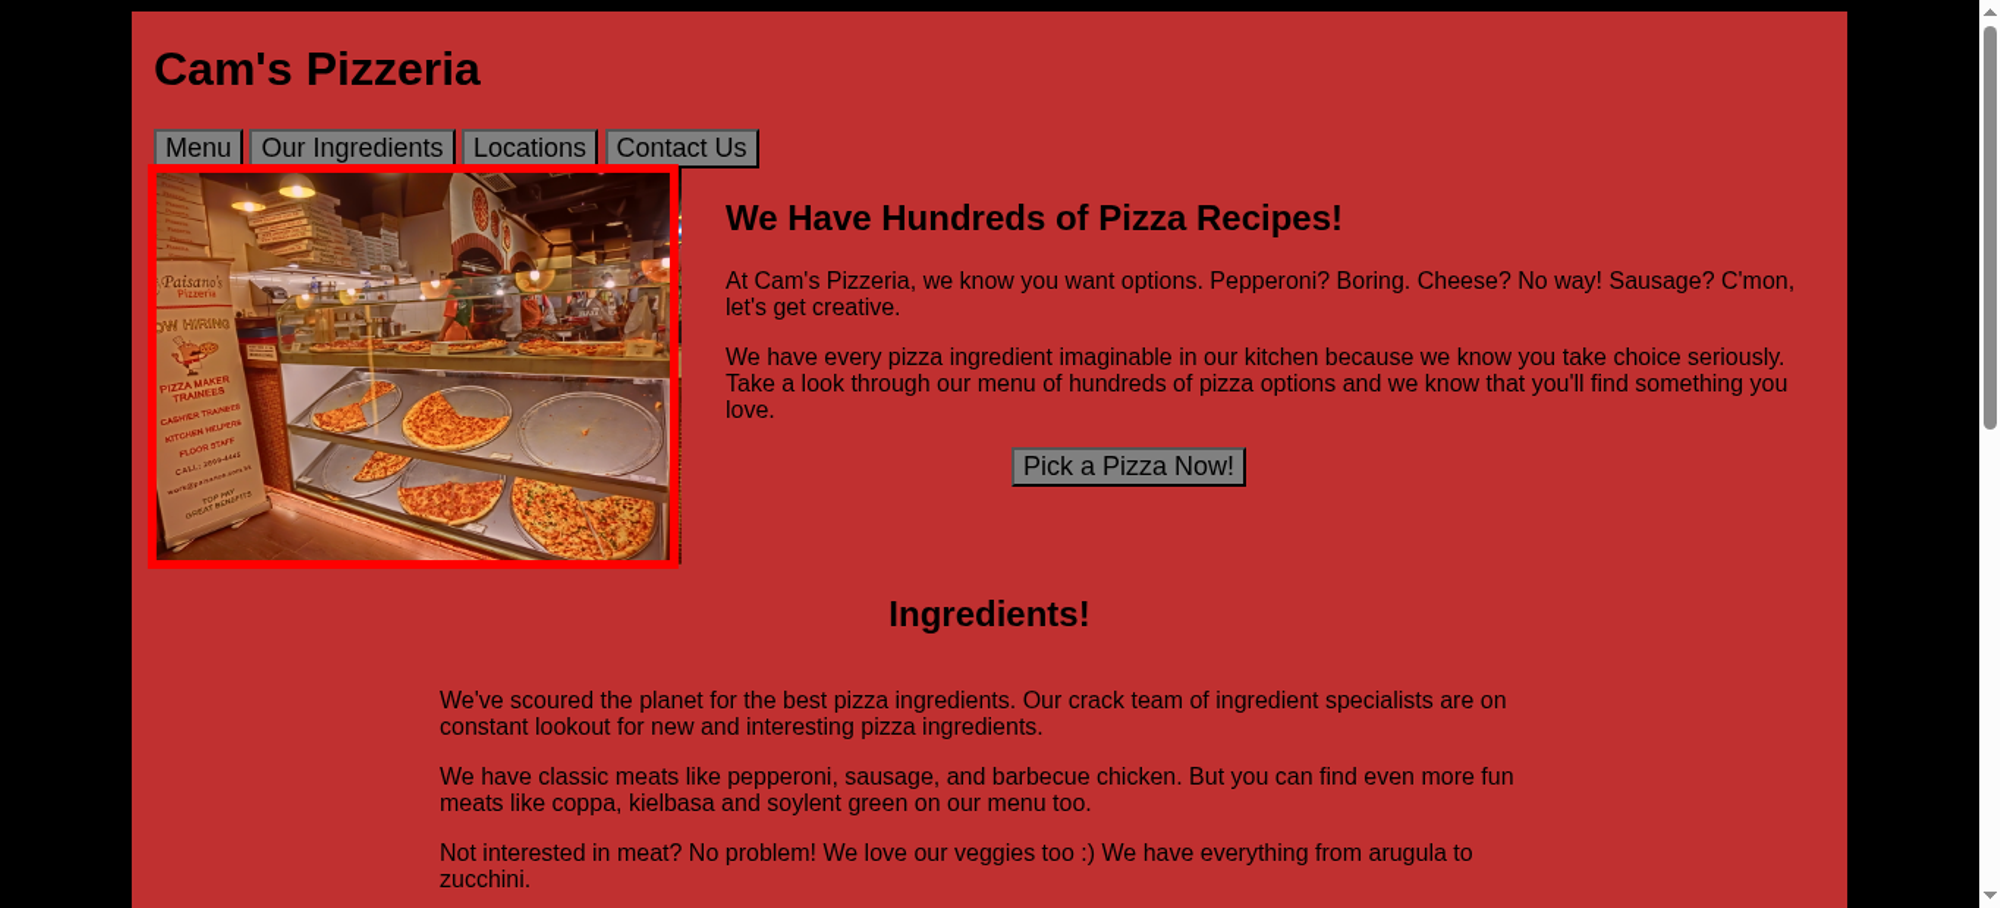 Cam's Pizzeria
Menu
Our Ingredients
Locations
Contact Us
Paisano's
Pizzeria
OW HIRING
PIZZA MAKER
TRAINEES
CASHIER TRAINEES
KITCHEN HELPERS
FLOOR STAFF
CALL: 2809-4445
TOP PAY
GREAT BENEFITS
We Have Hundreds of Pizza Recipes!
At Cam's Pizzeria, we know you want options. Pepperoni? Boring. Cheese? No way! Sausage? C'mon,
let's get creative.
We have every pizza ingredient imaginable in our kitchen because we know you take choice seriously.
Take a look through our menu of hundreds of pizza options and we know that you'll find something you
love.
Pick a Pizza Now!
Ingredients!
We've scoured the planet for the best pizza ingredients. Our crack team of ingredient specialists are on
constant lookout for new and interesting pizza ingredients.
We have classic meats like pepperoni, sausage, and barbecue chicken. But you can find even more fun
meats like coppa, kielbasa and soylent green on our menu too.
Not interested in meat? No problem! We love our veggies too :) We have everything from arugula to
zucchini.